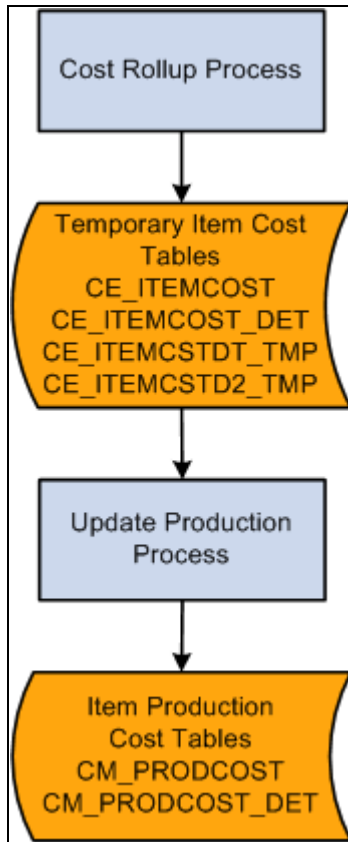 Cost Rollup Process
Temporary Item Cost
Tables
CE_ITEMCOST
CE_ITEMCOST_DET
CE_ITEMCSTDT_TMP
CE_ITEMCSTD2_TMP
Update Production
Process
Item Production
Cost Tables
CM_PRODCOST
CM_PRODCOST_DET